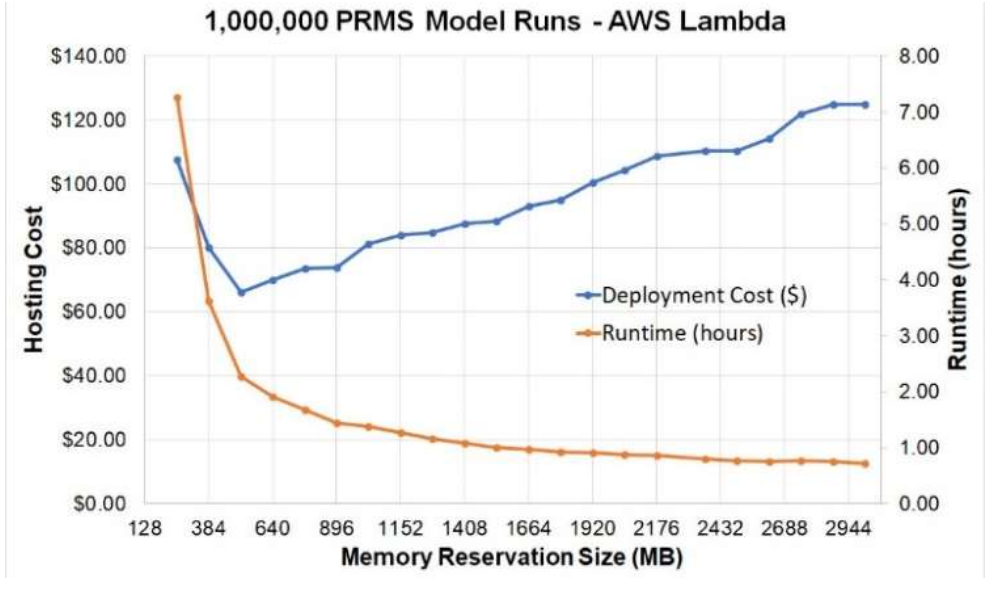 1,000,000 PRMS Model Runs - AWS Lambda
$140.00
$120.00
$100.00
$80.00
$60.00
$40.00
$20.00
$0.00
Hosting Cost
8.00
7.00
6.00
5.00
4.00
3.00
2.00
1.00
0.00
Runtime (hours)
Deployment Cost ($)
Runtime (hours)
128 384 640 896 1152 1408 1664 1920 2176 2432 2688 2944
Memory Reservation Size (MB)